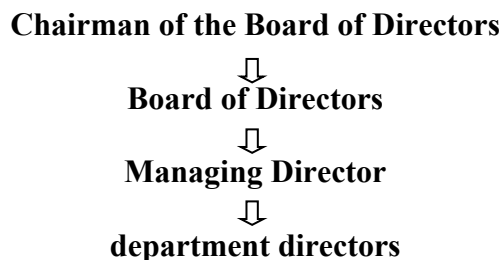 Chairman of the Board of Directors
Board of Directors
Managing Director
department directors